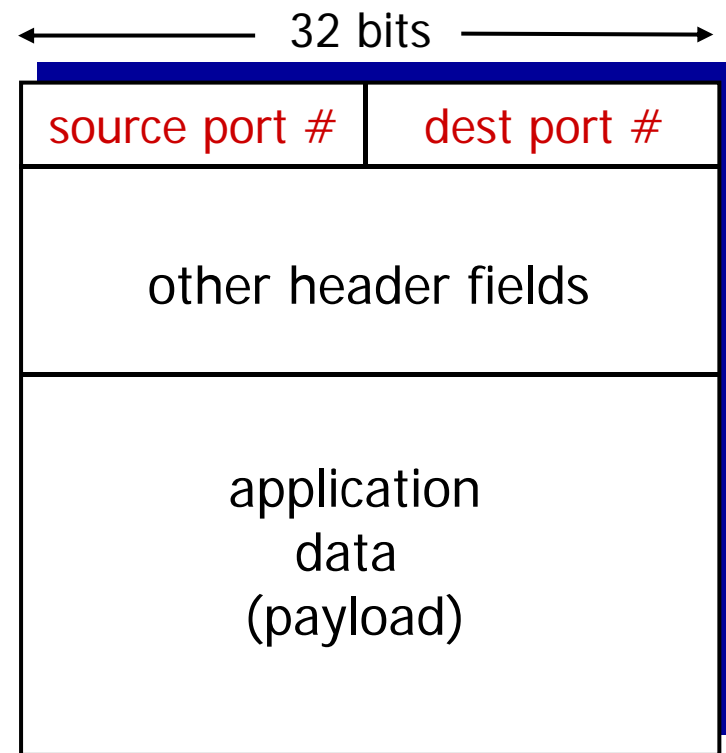 32 bits
source port # dest port #
other header fields
application
data
(payload)